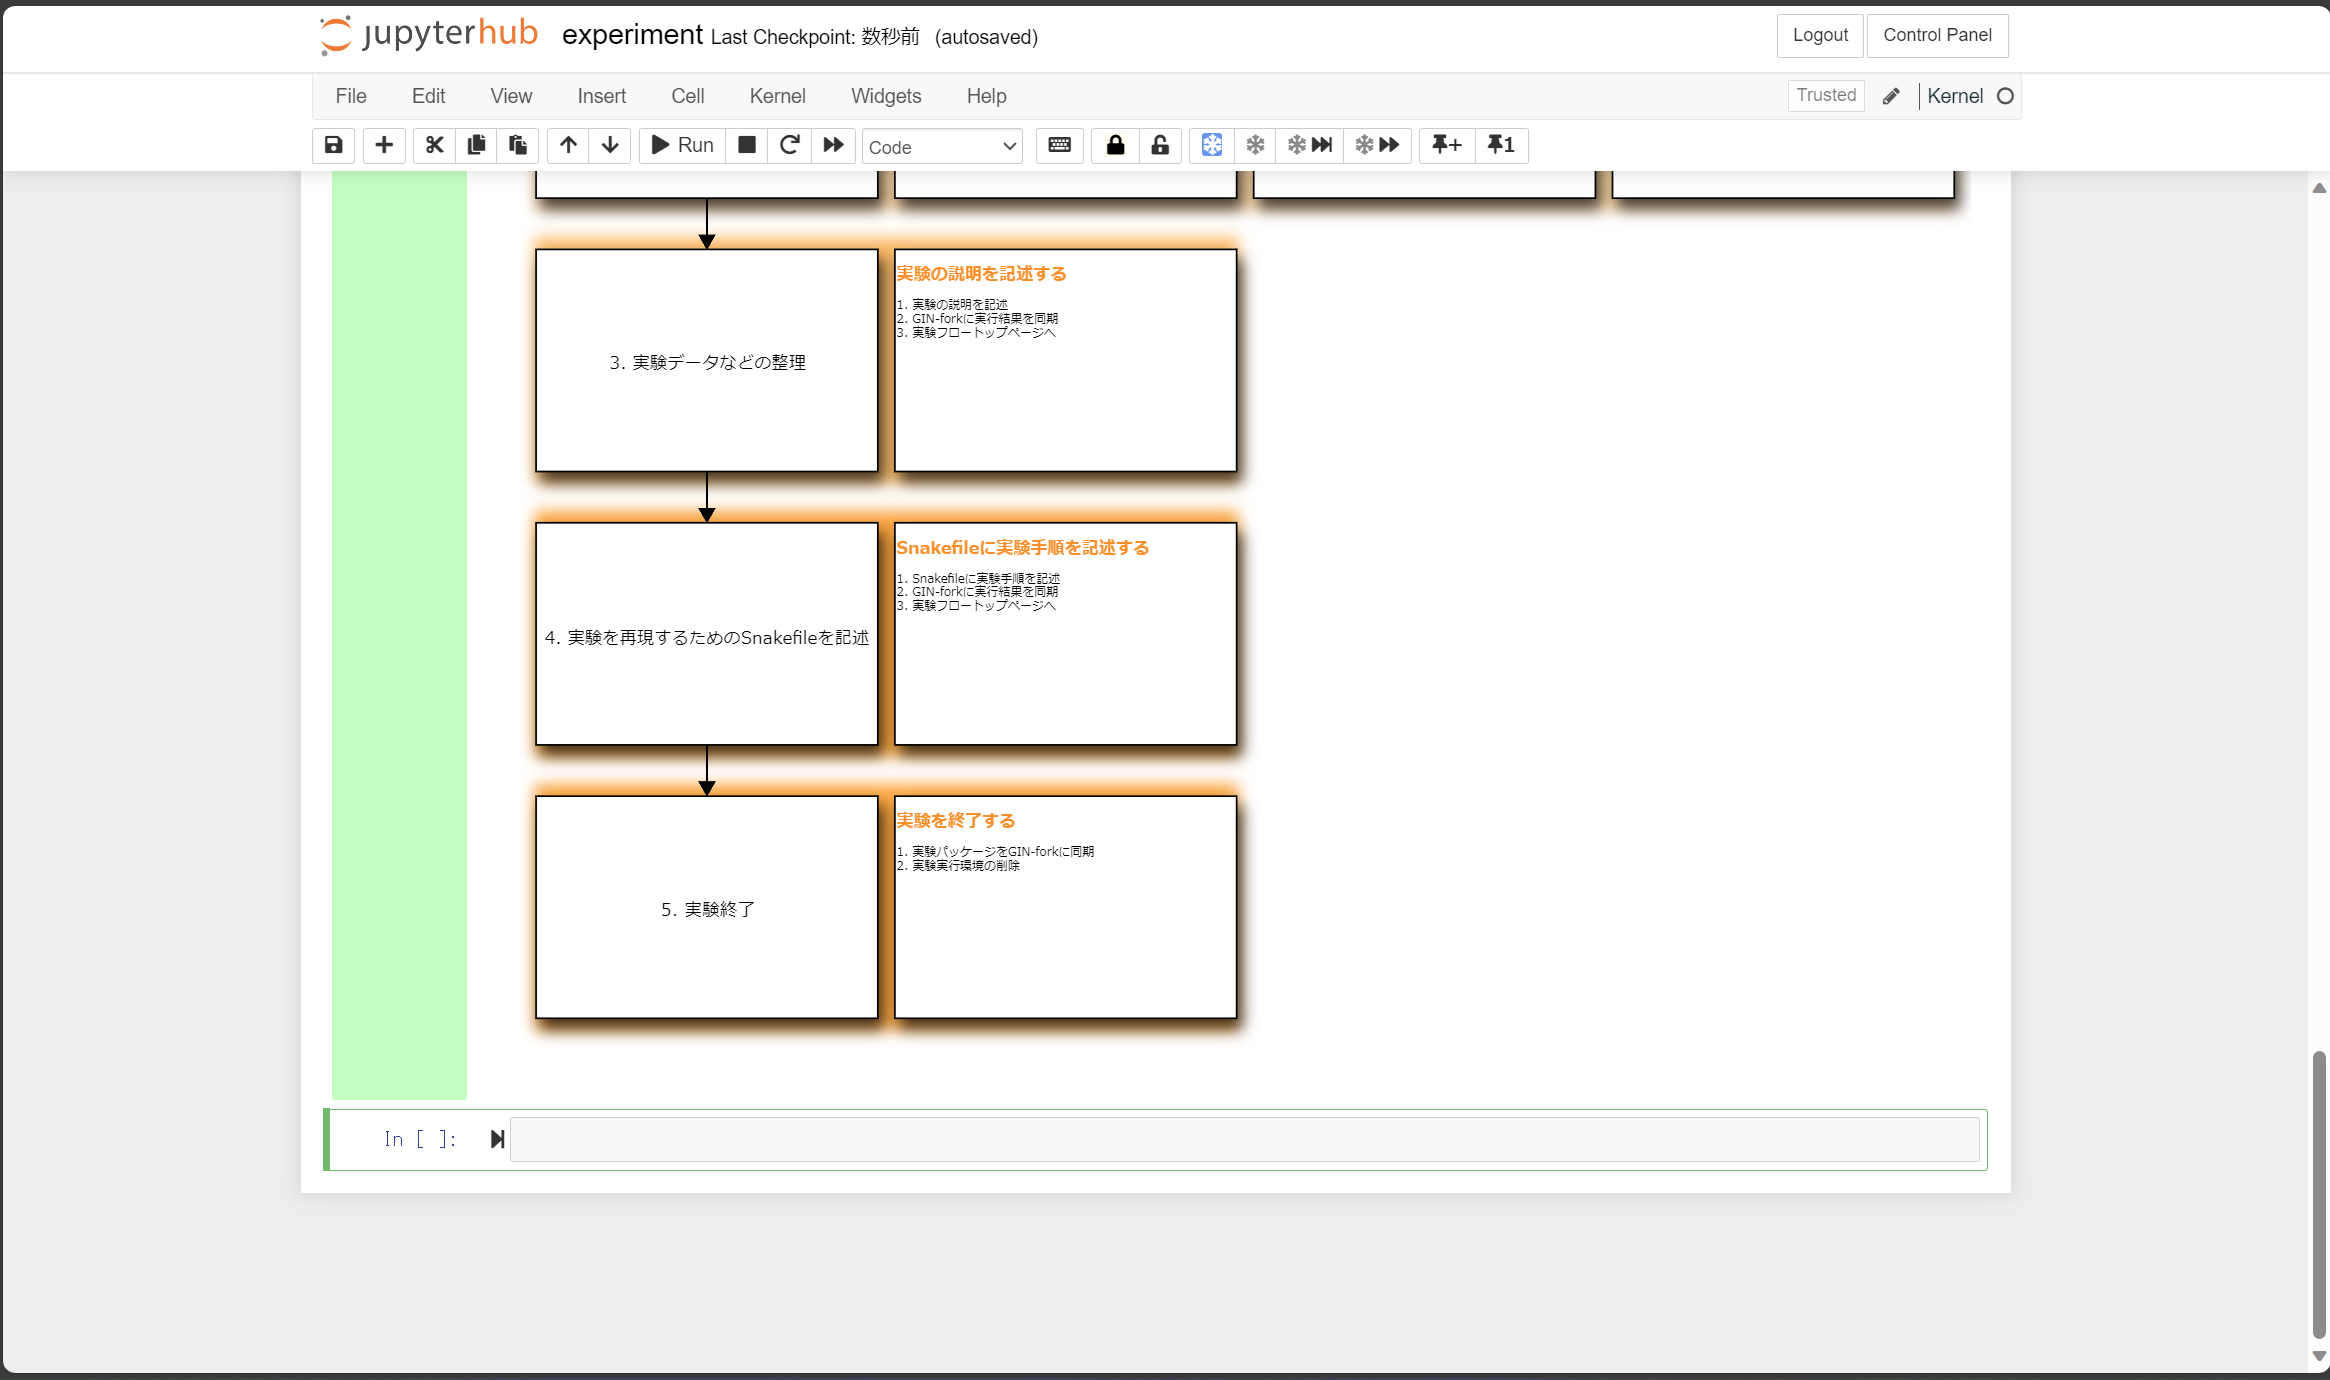 jupyterhub experiment Last Checkpoint: 数秒前 (autosaved)
Logout Control Panel
File Edit View Insert Cell Kernel Widgets Help
Trusted Kernel
Run Code + 1
実験の説明を記述する
1. 実験の説明を記述
2. GIN-forkに実行結果を同期
3. 実験フロートップページへ
3. 実験データなどの整理
Snakefileに実験手順を記述する
1. Snakefileに実験手順を記述
2. GIN-forkに実行結果を同期
3. 実験フロートップページへ
4. 実験を再現するためのSnakefileを記述
実験を終了する
1. 実験パッケージをGIN-forkに同期
2. 実験実行環境の削除
5. 実験終了
In [ ]: